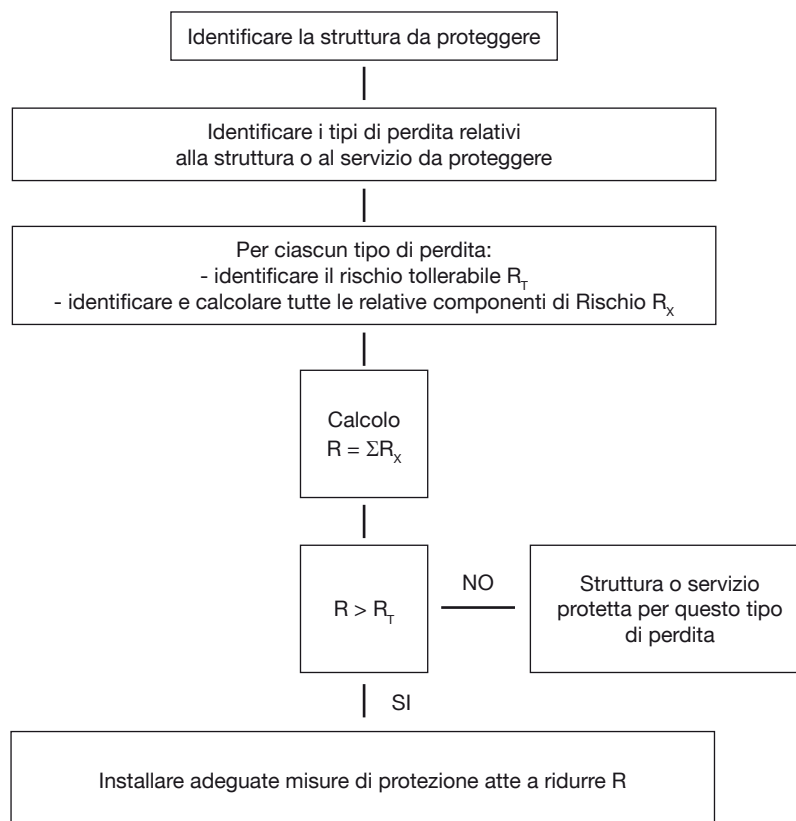 Identificare la struttura da proteggere
Identificare i tipi di perdita relativi
alla struttura o al servizio da proteggere
Per ciascun tipo di perdita:
- identificare il rischio tollerabile R_T
- identificare e calcolare tutte le relative componenti di Rischio R_X
Calcolo
R = ΣR_X
R > R_T
NO
Struttura o servizio
protetta per questo tipo
di perdita
SI
Installare adeguate misure di protezione atte a ridurre R